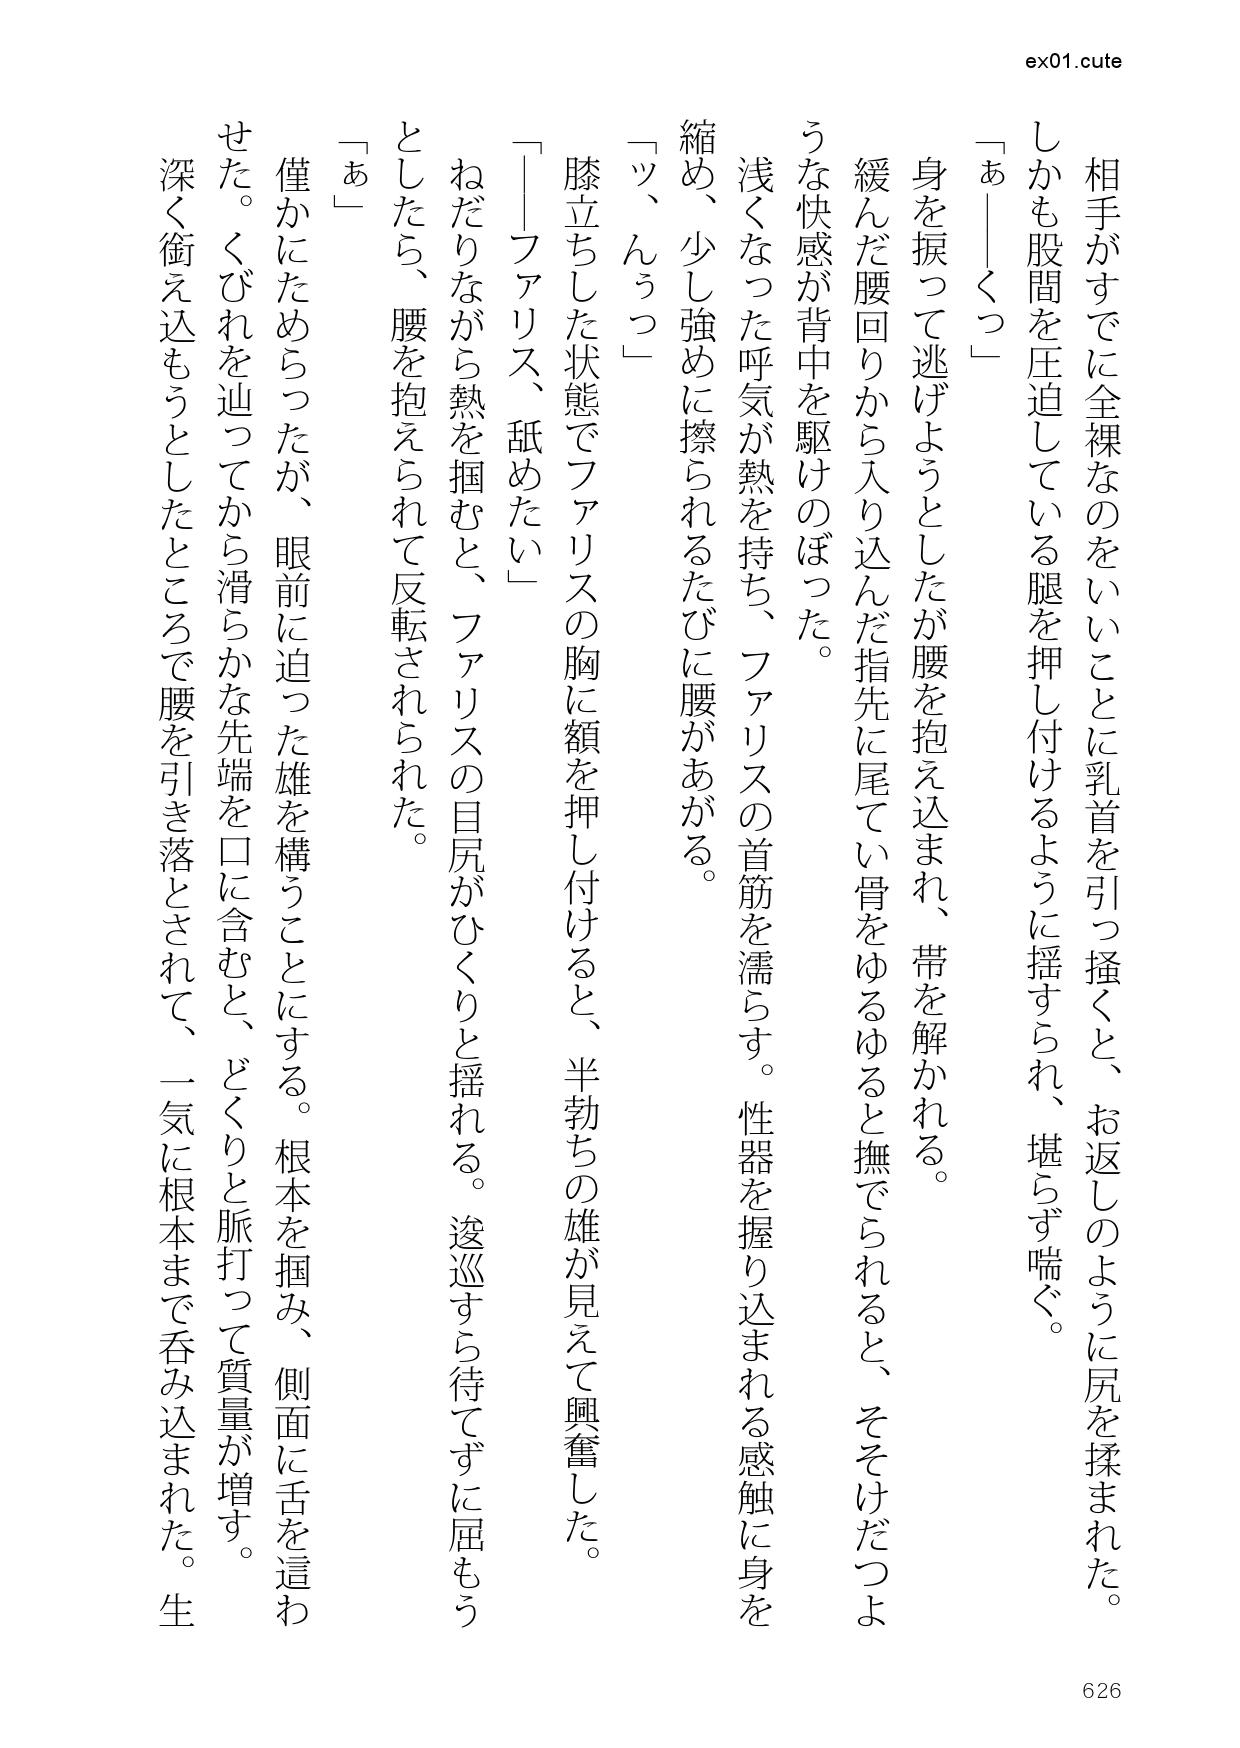 ex01.cute
相手がすでに全裸なのをいいことに乳首を引っ掻くと、お返しのように尻を揉まれた。
しかも股間を圧迫している腿を押し付けるように揺すられ、堪らず喘ぐ。
「ぁ――くっ」
身を捩って逃げようとしたが腰を抱え込まれ、帯を解かれる。
緩んだ腰回りから入り込んだ指先に尾てい骨をゆるゆると撫でられると、そそけだつよ
うな快感が背中を駆けのぼった。
浅くなった呼気が熱を持ち、ファリスの首筋を濡らす。性器を握り込まれる感触に身を
縮め、少し強めに擦られるたびに腰があがる。
「ッ、んぅっ」
膝立ちした状態でファリスの胸に額を押し付けると、半勃ちの雄が見えて興奮した。
「――ファリス、舐めたい」
ねだりながら熱を掴むと、ファリスの目尻がひくりと揺れる。逡巡すら待てずに屈もう
としたら、腰を抱えられて反転させられた。
「ぁ」
僅かにためらったが、眼前に迫った雄を構うことにする。根本を掴み、側面に舌を這わ
せた。くびれを辿ってから滑らかな先端を口に含むと、どくりと脈打って質量が増す。
深く銜え込もうとしたところで腰を引き落とされて、一気に根本まで呑み込まれた。生
626